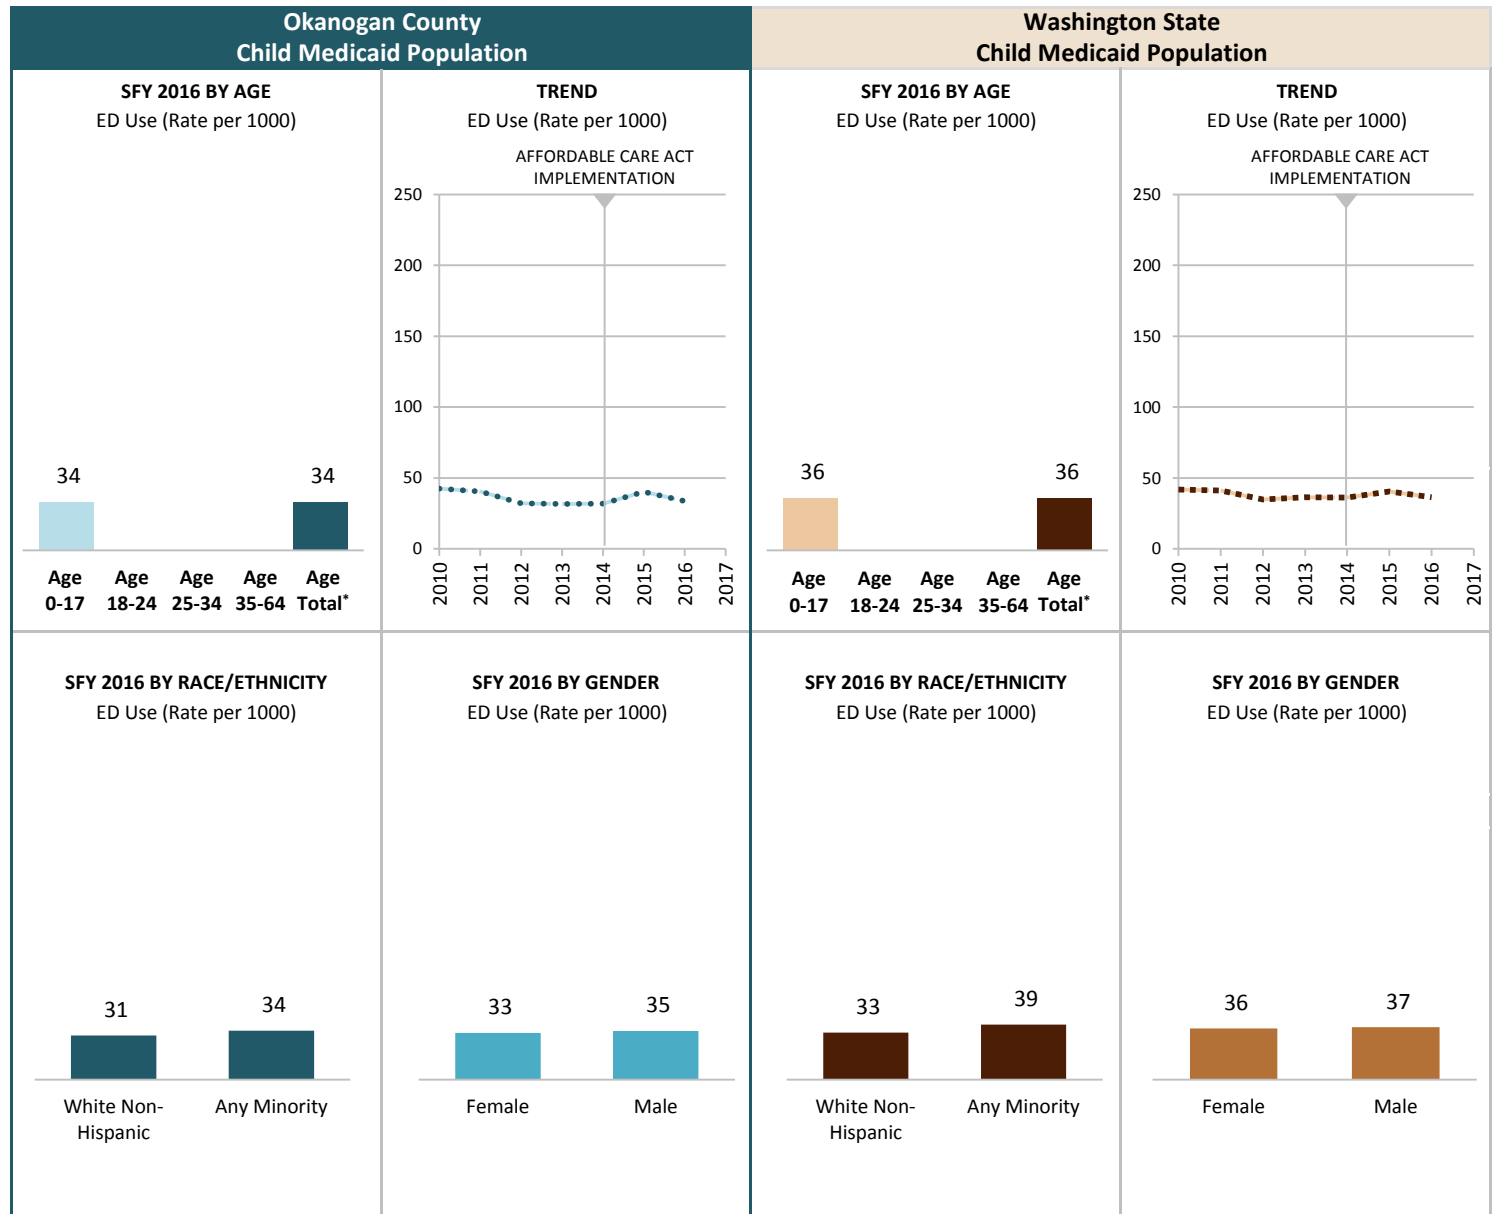 Okanogan County
Child Medicaid Population
Washington State
Child Medicaid Population
SFY 2016 BY AGE
ED Use (Rate per 1000)
34
34
Age
0-17
Age
18-24
Age
25-34
Age
35-64
Age
Total*
TREND
ED Use (Rate per 1000)
AFFORDABLE CARE ACT
IMPLEMENTATION
250
200
150
100
50
0
2010
2011
2012
2013
2014
2015
2016
2017
SFY 2016 BY AGE
ED Use (Rate per 1000)
36
36
Age
0-17
Age
18-24
Age
25-34
Age
35-64
Age
Total*
TREND
ED Use (Rate per 1000)
AFFORDABLE CARE ACT
IMPLEMENTATION
250
200
150
100
50
0
2010
2011
2012
2013
2014
2015
2016
2017
SFY 2016 BY RACE/ETHNICITY
ED Use (Rate per 1000)
31
34
White Non-
Hispanic
Any Minority
SFY 2016 BY GENDER
ED Use (Rate per 1000)
33
35
Female
Male
SFY 2016 BY RACE/ETHNICITY
ED Use (Rate per 1000)
33
39
White Non-
Hispanic
Any Minority
SFY 2016 BY GENDER
ED Use (Rate per 1000)
36
37
Female
Male